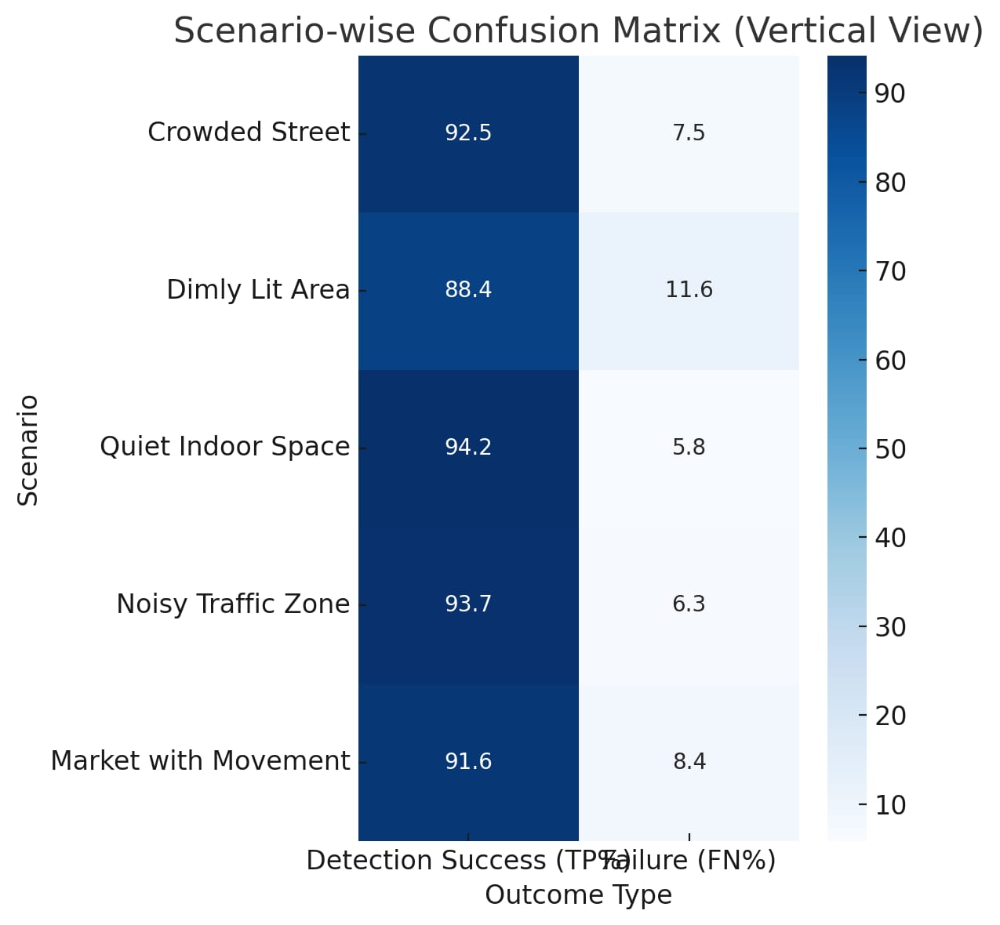 Scenario-wise Confusion Matrix (Vertical View)
Crowded Street 92.5 7.5
Dimly Lit Area 88.4 11.6
Quiet Indoor Space 94.2 5.8
Noisy Traffic Zone 93.7 6.3
Market with Movement 91.6 8.4
Scenario
Detection Success (TP%) Failure (FN%)
Outcome Type
90
80
70
60
50
40
30
20
10